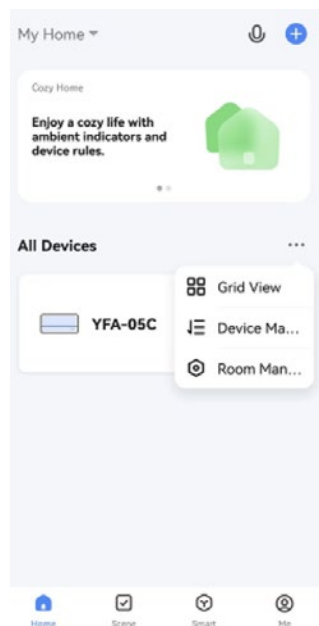 My Home
Cozy Home
Enjoy a cozy life with
ambient indicators and
device rules.
All Devices
Grid View
YFA-05C
Device Ma...
Room Man...
Home
Scene
Smart
Me